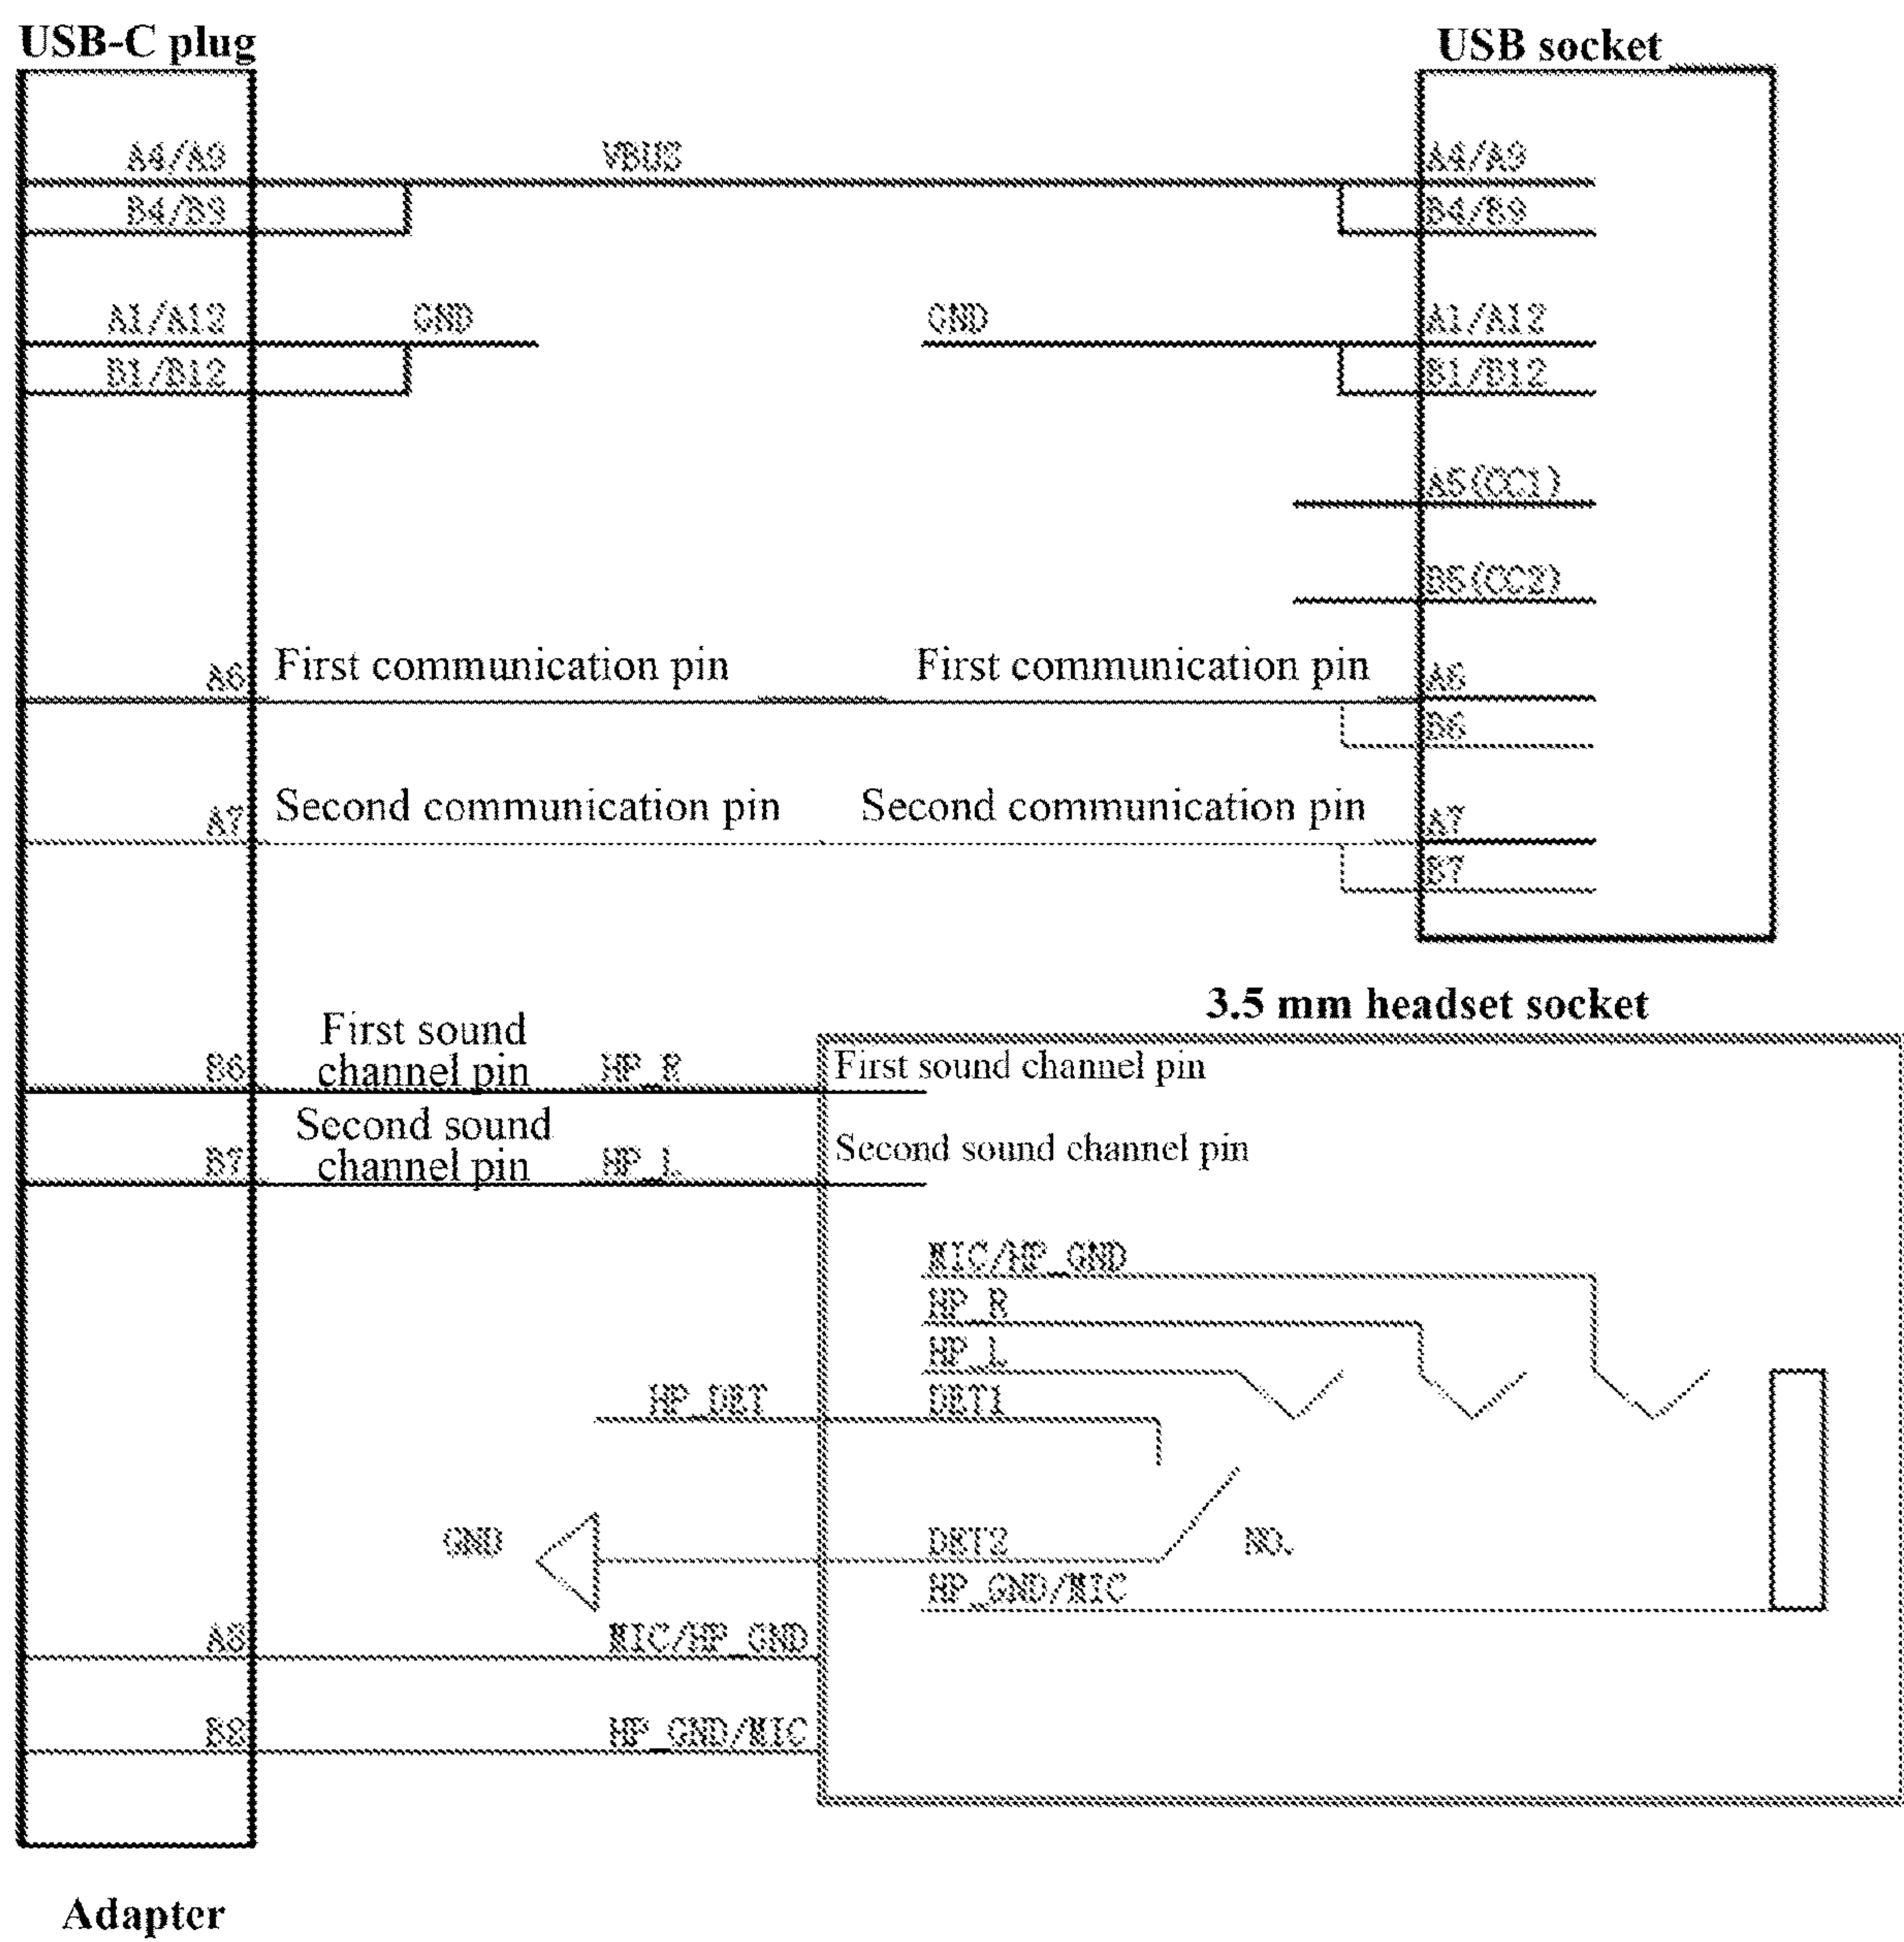 USB-C plug
USB socket
A4/A9
VBUS
A4/A9
B4/B9
B4/B9
A1/A12
GND
GND
A1/A12
B1/B12
B1/B12
A5(CC1)
B5(CC2)
A6
First communication pin
First communication pin
A6
B6
A7
Second communication pin
Second communication pin
A7
B7
3.5 mm headset socket
B6
First sound
channel pin
HP_R
First sound channel pin
B7
Second sound
channel pin
HP_L
Second sound channel pin
MIC/HP_GND
HP_R
HP_L
HP_DET
DET1
GND
DET2
NO.
HP_GND/MIC
A8
MIC/HP_GND
B8
HP_GND/MIC
Adapter